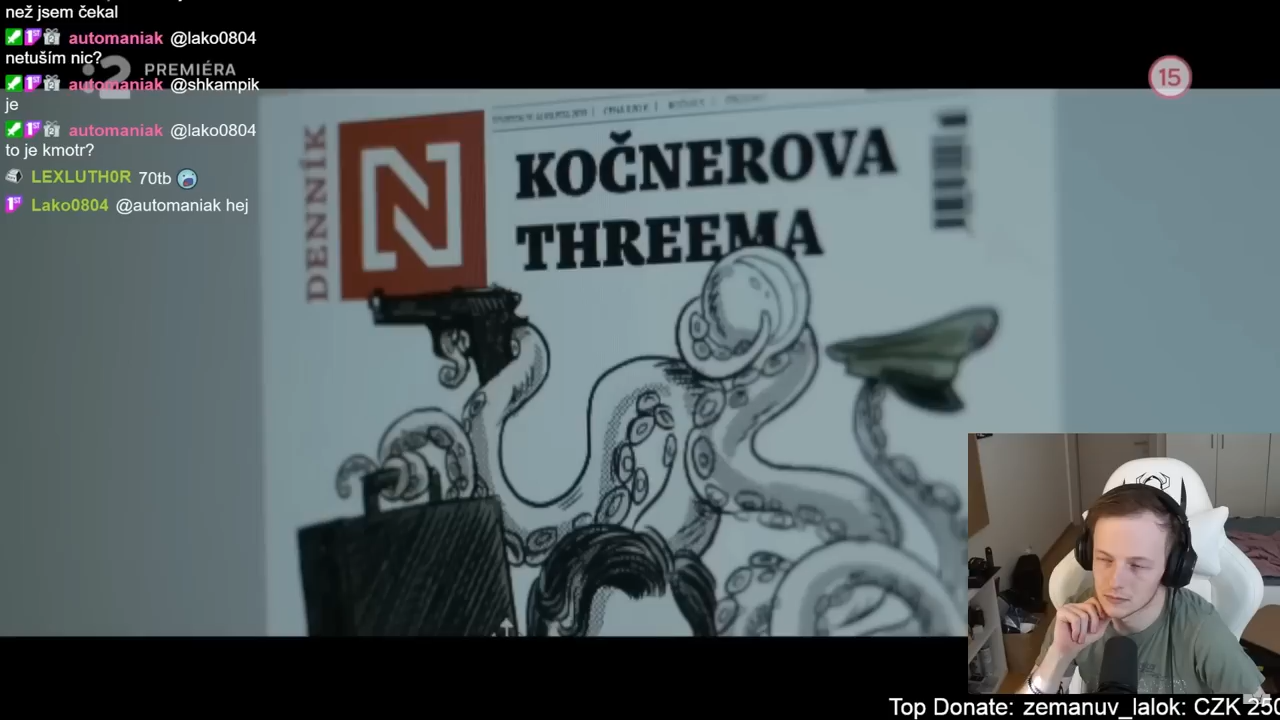 než jsem čekal
automaniak @lako0804
netuším nic?
automaniak @shkampik
je
automaniak @lako0804
to je kmotr?
LEXLUTH0R 70tb
Lako0804 @automaniak hej
2 PREMIÉRA
15
DENNÍK
N
KOČNEROVA
THREEMA
Top Donate: zemanuv_lalok: CZK 250